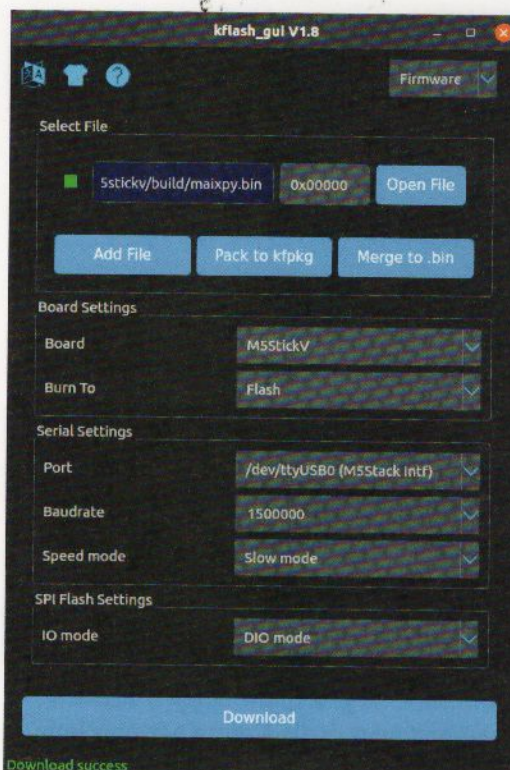 kflash_gui V1.8
Firmware
Select File
5stickv/build/maixpy.bin 0x00000 Open File
Add File Pack to kfpkg Merge to .bin
Board Settings
Board M5StickV
Burn To Flash
Serial Settings
Port /dev/ttyUSB0 (M5Stack Intf)
Baudrate 1500000
Speed mode Slow mode
SPI Flash Settings
IO mode DIO mode
Download
Download success